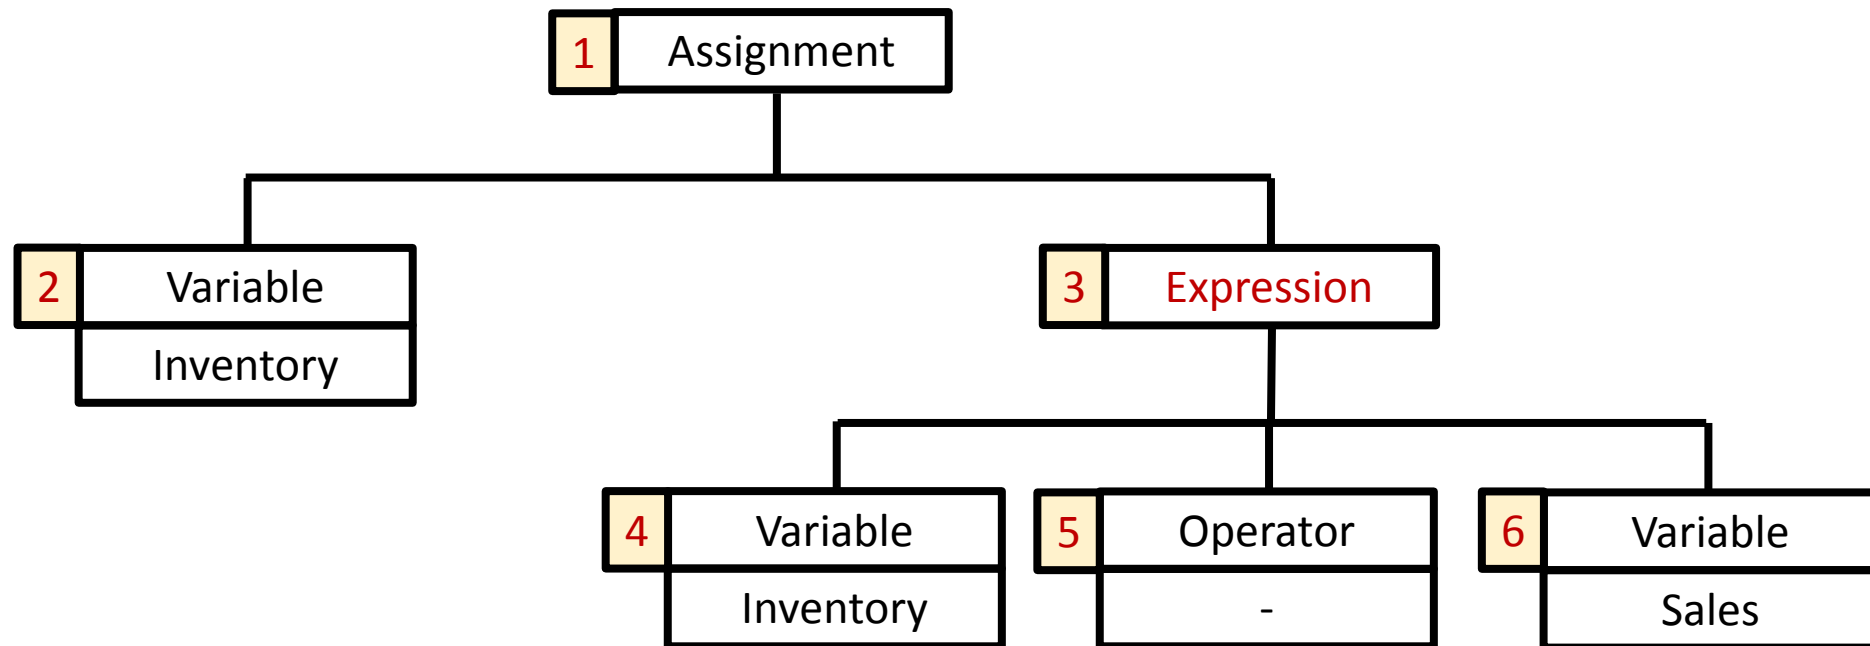 1 Assignment
2 Variable
Inventory
3 Expression
4 Variable
Inventory
5 Operator
-
6 Variable
Sales